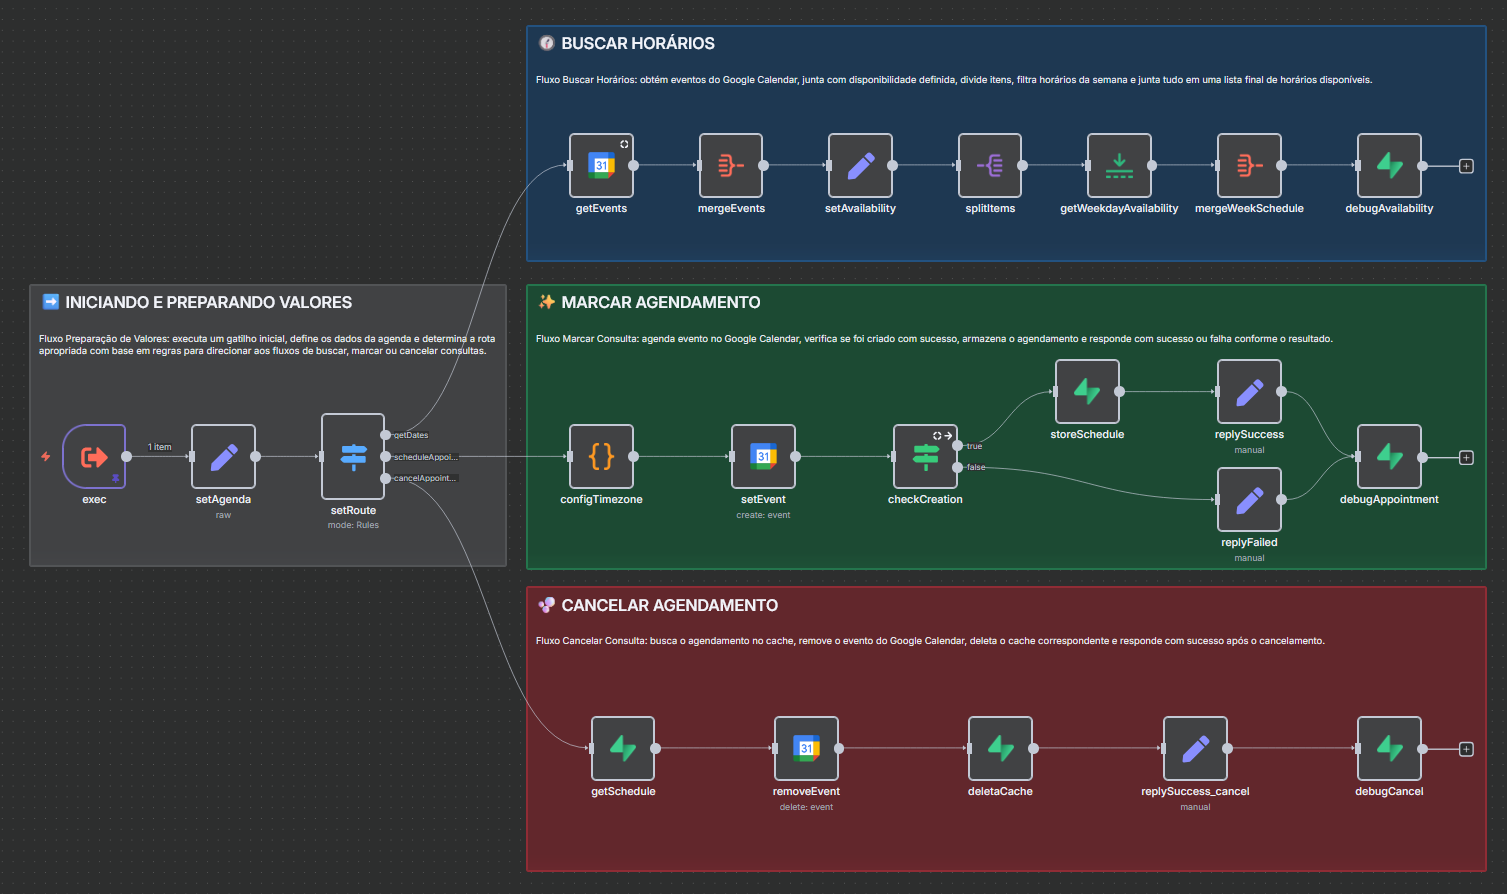 BUSCAR HORÁRIOS
Fluxo Buscar Horários: obtém eventos do Google Calendar, junta com disponibilidade definida, divide itens, filtra horários da semana e junta tudo em uma lista final de horários disponíveis.
31
getEvents
mergeEvents
setAvailability
splitItems
getWeekdayAvailability
mergeWeekSchedule
debugAvailability
INICIANDO E PREPARANDO VALORES
Fluxo Preparação de Valores: executa um gatilho inicial, define os dados da agenda e determina a rota
apropriada com base em regras para direcionar aos fluxos de buscar, marcar ou cancelar consultas.
1 item
exec
setAgenda
raw
getDates
scheduleAppoi...
cancelAppoint...
setRoute
mode: Rules
MARCAR AGENDAMENTO
Fluxo Marcar Consulta: agenda evento no Google Calendar, verifica se foi criado com sucesso, armazena o agendamento e responde com sucesso ou falha conforme o resultado.
{}
configTimezone
31
setEvent
create: event
true
false
checkCreation
storeSchedule
replySuccess
manual
replyFailed
manual
debugAppointment
CANCELAR AGENDAMENTO
Fluxo Cancelar Consulta: busca o agendamento no cache, remove o evento do Google Calendar, deleta o cache correspondente e responde com sucesso após o cancelamento.
getSchedule
31
removeEvent
delete: event
deletaCache
replySuccess_cancel
manual
debugCancel